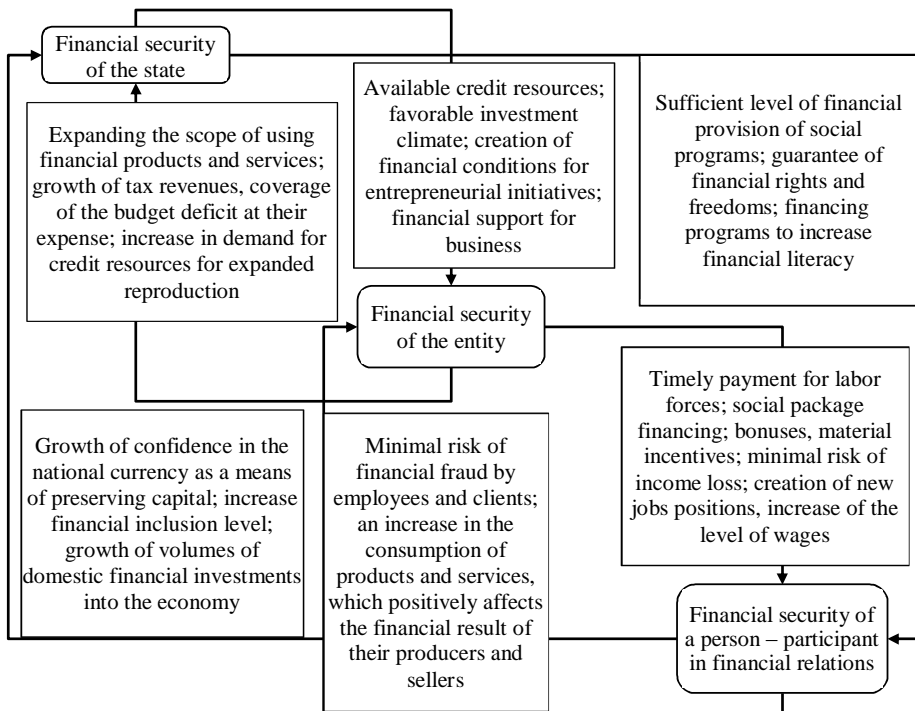 Financial security
of the state
Expanding the scope of using
financial products and services;
growth of tax revenues, coverage
of the budget deficit at their
expense; increase in demand for
credit resources for expanded
reproduction
Available credit resources;
favorable investment
climate; creation of
financial conditions for
entrepreneurial initiatives;
financial support for
business
Sufficient level of financial
provision of social
programs; guarantee of
financial rights and
freedoms; financing
programs to increase
financial literacy
Financial security
of the entity
Growth of confidence in the
national currency as a means
of preserving capital; increase
financial inclusion level;
growth of volumes of
domestic financial investments
into the economy
Minimal risk of
financial fraud by
employees and clients;
an increase in the
consumption of
products and services,
which positively affects
the financial result of
their producers and
sellers
Timely payment for labor
forces; social package
financing; bonuses, material
incentives; minimal risk of
income loss; creation of new
jobs positions, increase of the
level of wages
Financial security of
a person – participant
in financial relations